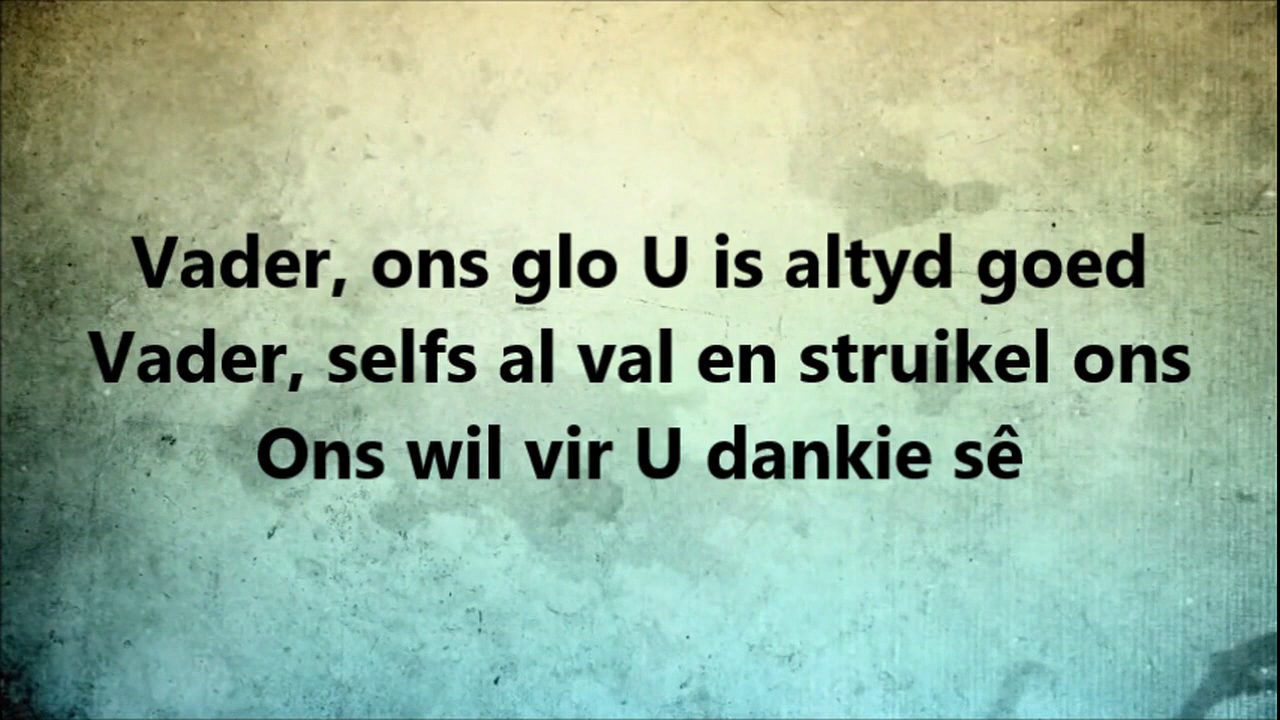 Vader, ons glo U is altyd goed
Vader, selfs al val en struikel ons
Ons wil vir U dankie sê